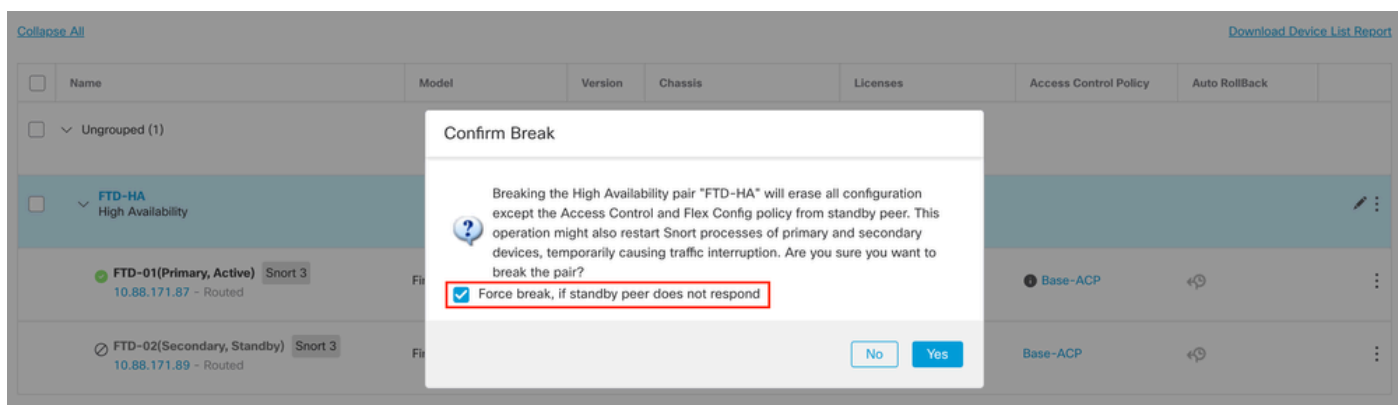 Collapse All
Download Device List Report
Name
Model
Version
Chassis
Licenses
Access Control Policy
Auto RollBack
Ungrouped (1)
Confirm Break
Breaking the High Availability pair "FTD-HA" will erase all configuration
except the Access Control and Flex Config policy from standby peer. This
operation might also restart Snort processes of primary and secondary
devices, temporarily causing traffic interruption. Are you sure you want to
break the pair?
Force break, if standby peer does not respond
No
Yes
FTD-HA
High Availability
FTD-01(Primary, Active) Snort 3
10.88.171.87 - Routed
Base-ACP
FTD-02(Secondary, Standby) Snort 3
10.88.171.89 - Routed
Base-ACP